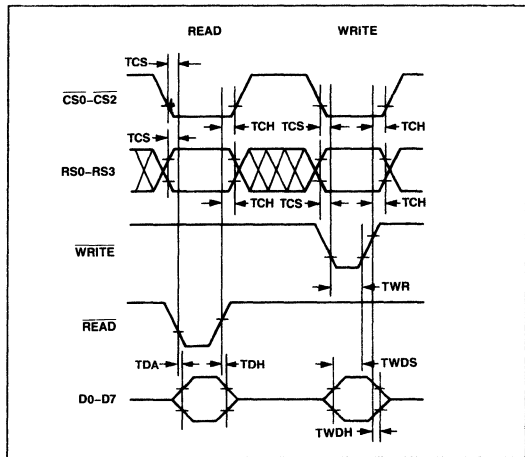 READ WRITE
TCS
CS0-CS2
TCH TCS TCH
TCS
RS0-RS3
TCH TCS TCH
WRITE
TWR
READ
TDA TDH TWDS
D0-D7
TWDH